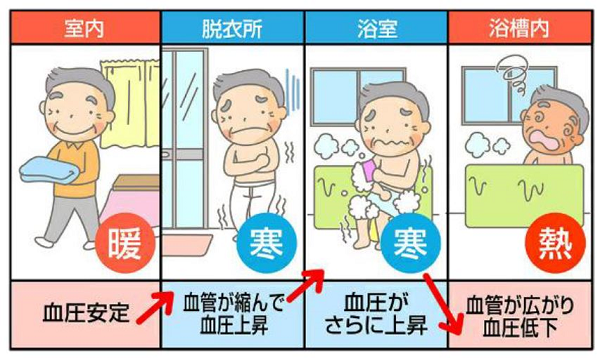 室内
脱衣所
浴室
浴槽内
暖
寒
寒
熱
血圧安定
血管が縮んで
血圧上昇
血圧が
さらに上昇
血管が広がり
血圧低下